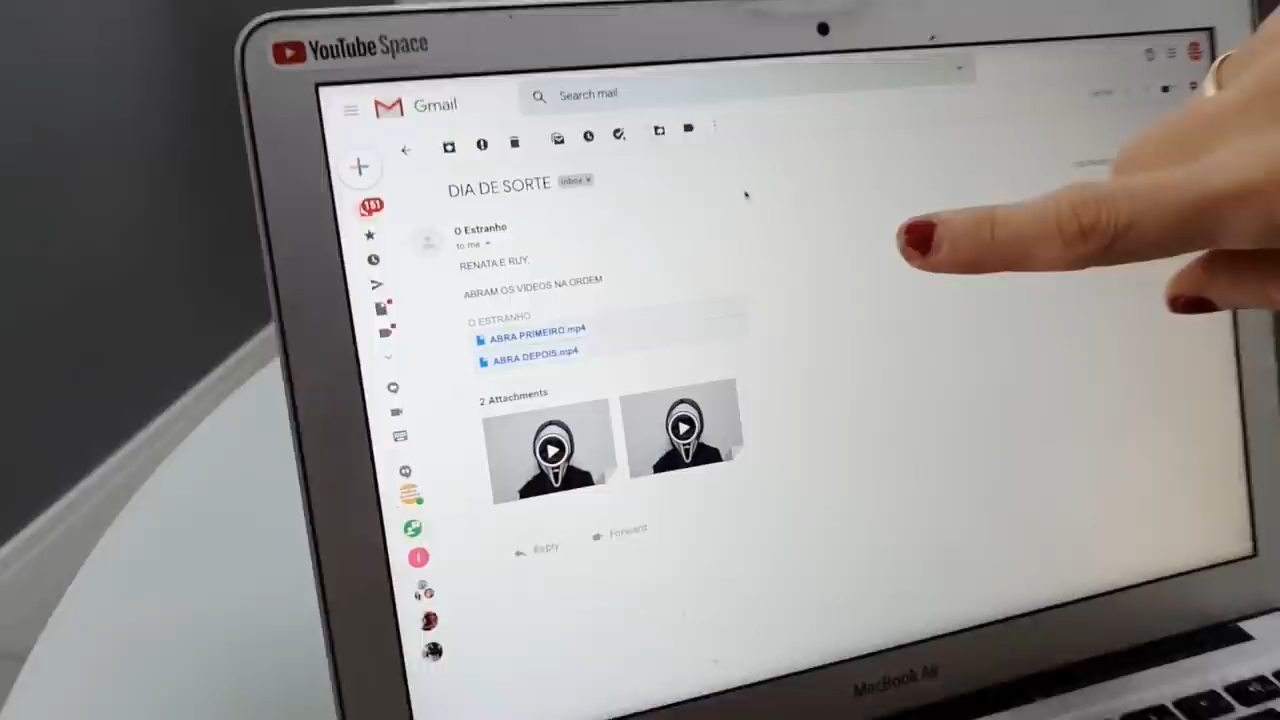 YouTube Space
Gmail
Search mail
DIA DE SORTE
Inbox x
151
O Estranho
to me
RENATA E RUY,
ABRAM OS VIDEOS NA ORDEM
O ESTRANHO
ABRA PRIMEIRO.mp4
ABRA DEPOIS.mp4
2 Attachments
Reply
Forward
MacBook Air